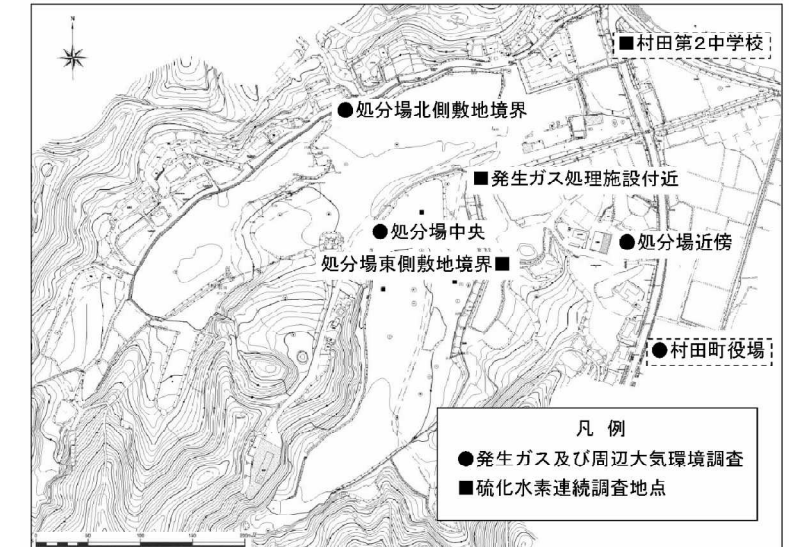 ■村田第2中学校
●処分場北側敷地境界
■発生ガス処理施設付近
●処分場中央
●処分場近傍
処分場東側敷地境界■
●村田町役場
凡 例
●発生ガス及び周辺大気環境調査
■硫化水素連続調査地点